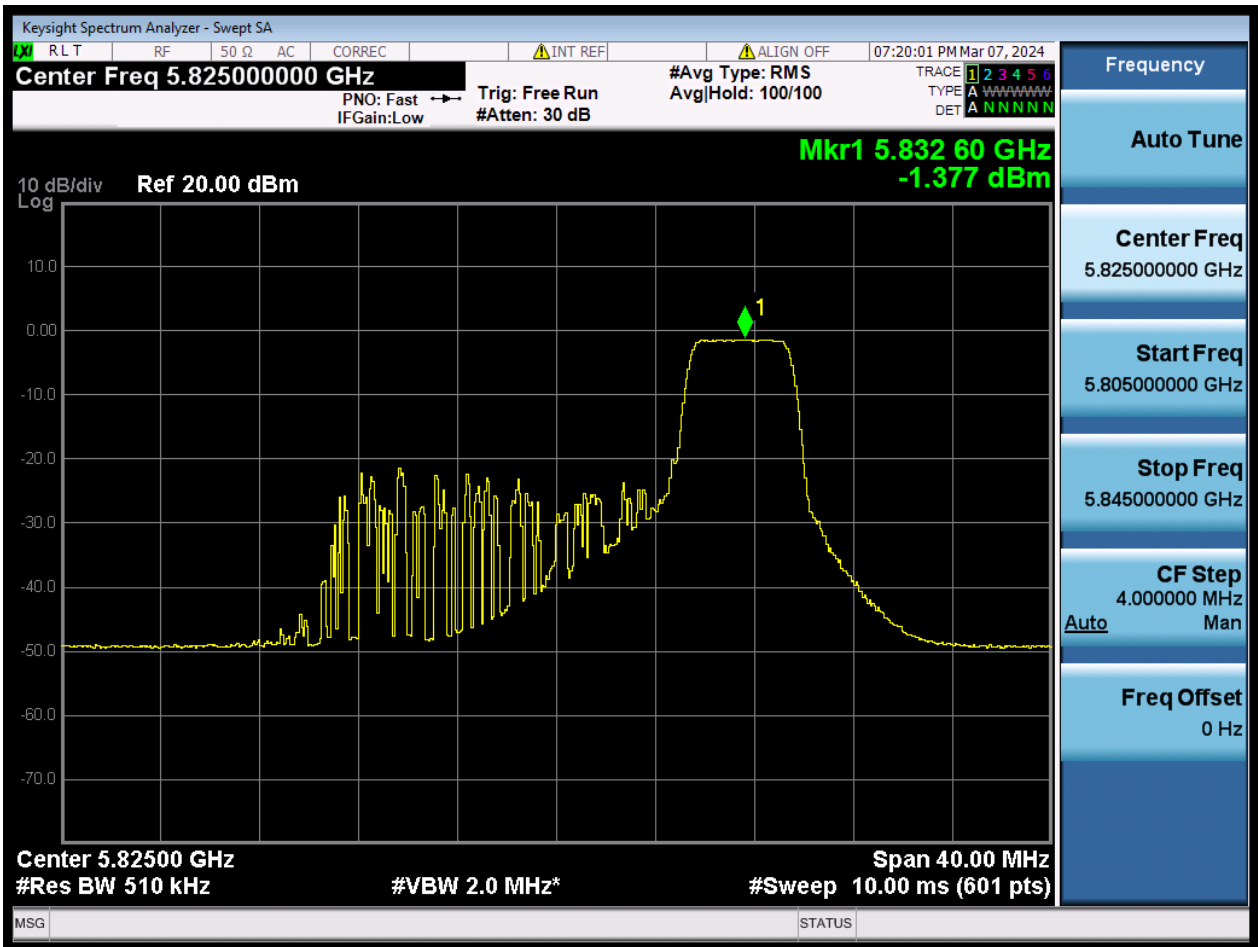 Keysight Spectrum Analyzer - Swept SA
LXI RLT RF 50 Ω AC CORREC INT REF ALIGN OFF 07:20:01 PM Mar 07, 2024
Center Freq 5.825000000 GHz
PNO: Fast
IFGain:Low
Trig: Free Run
#Atten: 30 dB
#Avg Type: RMS
Avg|Hold: 100/100
TRACE 1 2 3 4 5 6
TYPE A WWWWW
DET A N N N N N
Frequency
Auto Tune
Center Freq
5.825000000 GHz
Start Freq
5.805000000 GHz
Stop Freq
5.845000000 GHz
CF Step
4.000000 MHz
Auto Man
Freq Offset
0 Hz
Mkr1 5.832 60 GHz
-1.377 dBm
10 dB/div Ref 20.00 dBm
Log
10.0
0.00
-10.0
-20.0
-30.0
-40.0
-50.0
-60.0
-70.0
1
Center 5.82500 GHz Span 40.00 MHz
#Res BW 510 kHz #VBW 2.0 MHz* #Sweep 10.00 ms (601 pts)
MSG STATUS